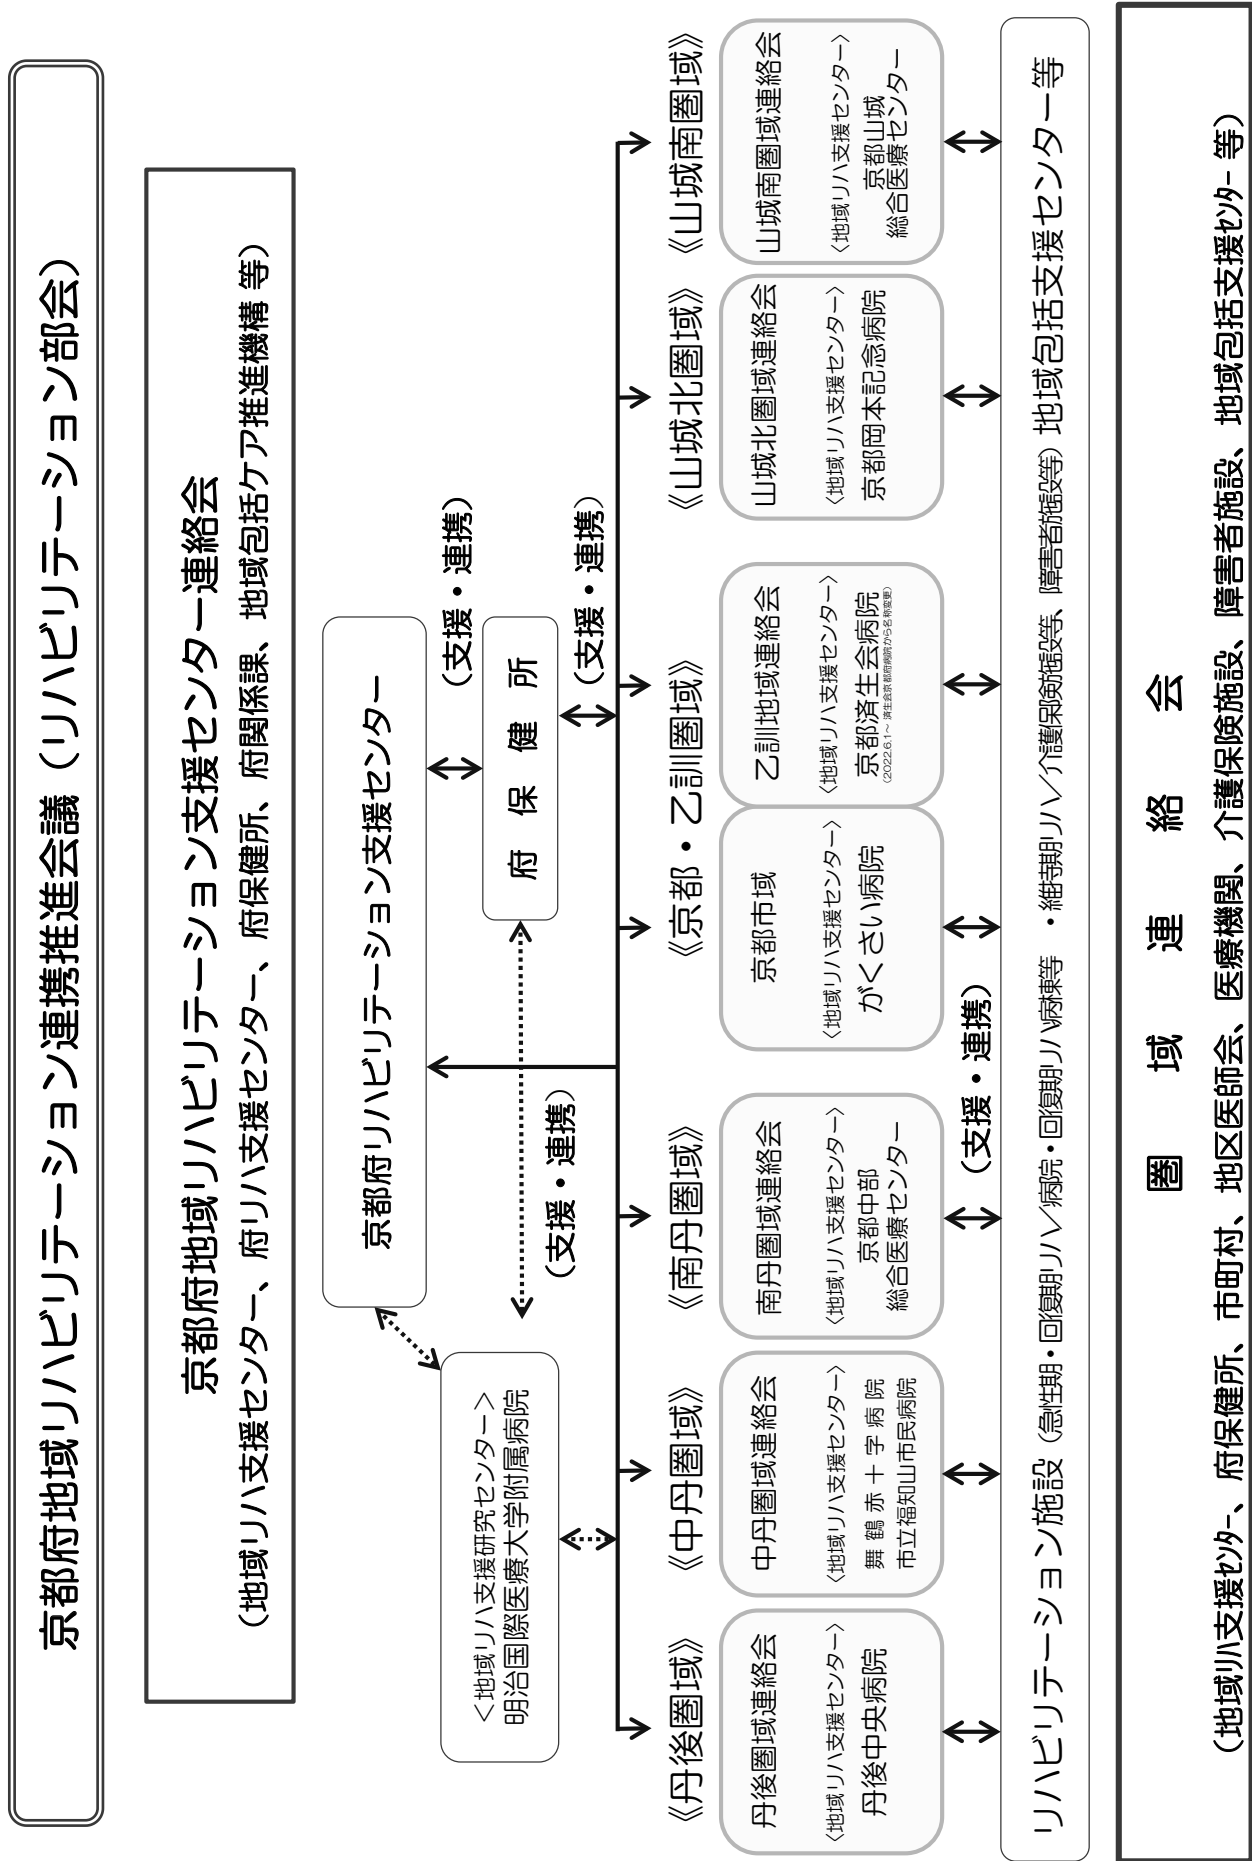 京都府地域リハビリテーション連携推進会議（リハビリテーション部会）
京都府地域リハビリテーション支援センター連絡会
（地域リハ支援センター、府リハ支援センター、府保健所、府関係課、地域包括ケア推進機構 等）
京都府リハビリテーション支援センター
（支援・連携）
府保健所
（支援・連携）
＜地域リハ支援研究センター＞
明治国際医療大学附属病院
（支援・連携）
《丹後圏域》
丹後圏域連絡会
〈地域リハ支援センター〉
丹後中央病院
《中丹圏域》
中丹圏域連絡会
〈地域リハ支援センター〉
舞鶴赤十字病院
市立福知山市民病院
《南丹圏域》
南丹圏域連絡会
〈地域リハ支援センター〉
京都中部
総合医療センター
《京都・乙訓圏域》
京都市域
〈地域リハ支援センター〉
がくさい病院
乙訓地域連絡会
〈地域リハ支援センター〉
京都済生会病院
（2022.6.1～ 済生会京都府病院から名称変更）
《山城北圏域》
山城北圏域連絡会
〈地域リハ支援センター〉
京都岡本記念病院
《山城南圏域》
山城南圏域連絡会
〈地域リハ支援センター〉
京都山城
総合医療センター
（支援・連携）
リハビリテーション施設（急性期・回復期リハ／病院・回復期リハ病棟等　・維持期リハ／介護保険施設等、障害者施設等）地域包括支援センター等
圏域連絡会
（地域リハ支援センター、府保健所、市町村、地区医師会、医療機関、介護保険施設、障害者施設、地域包括支援センター 等）